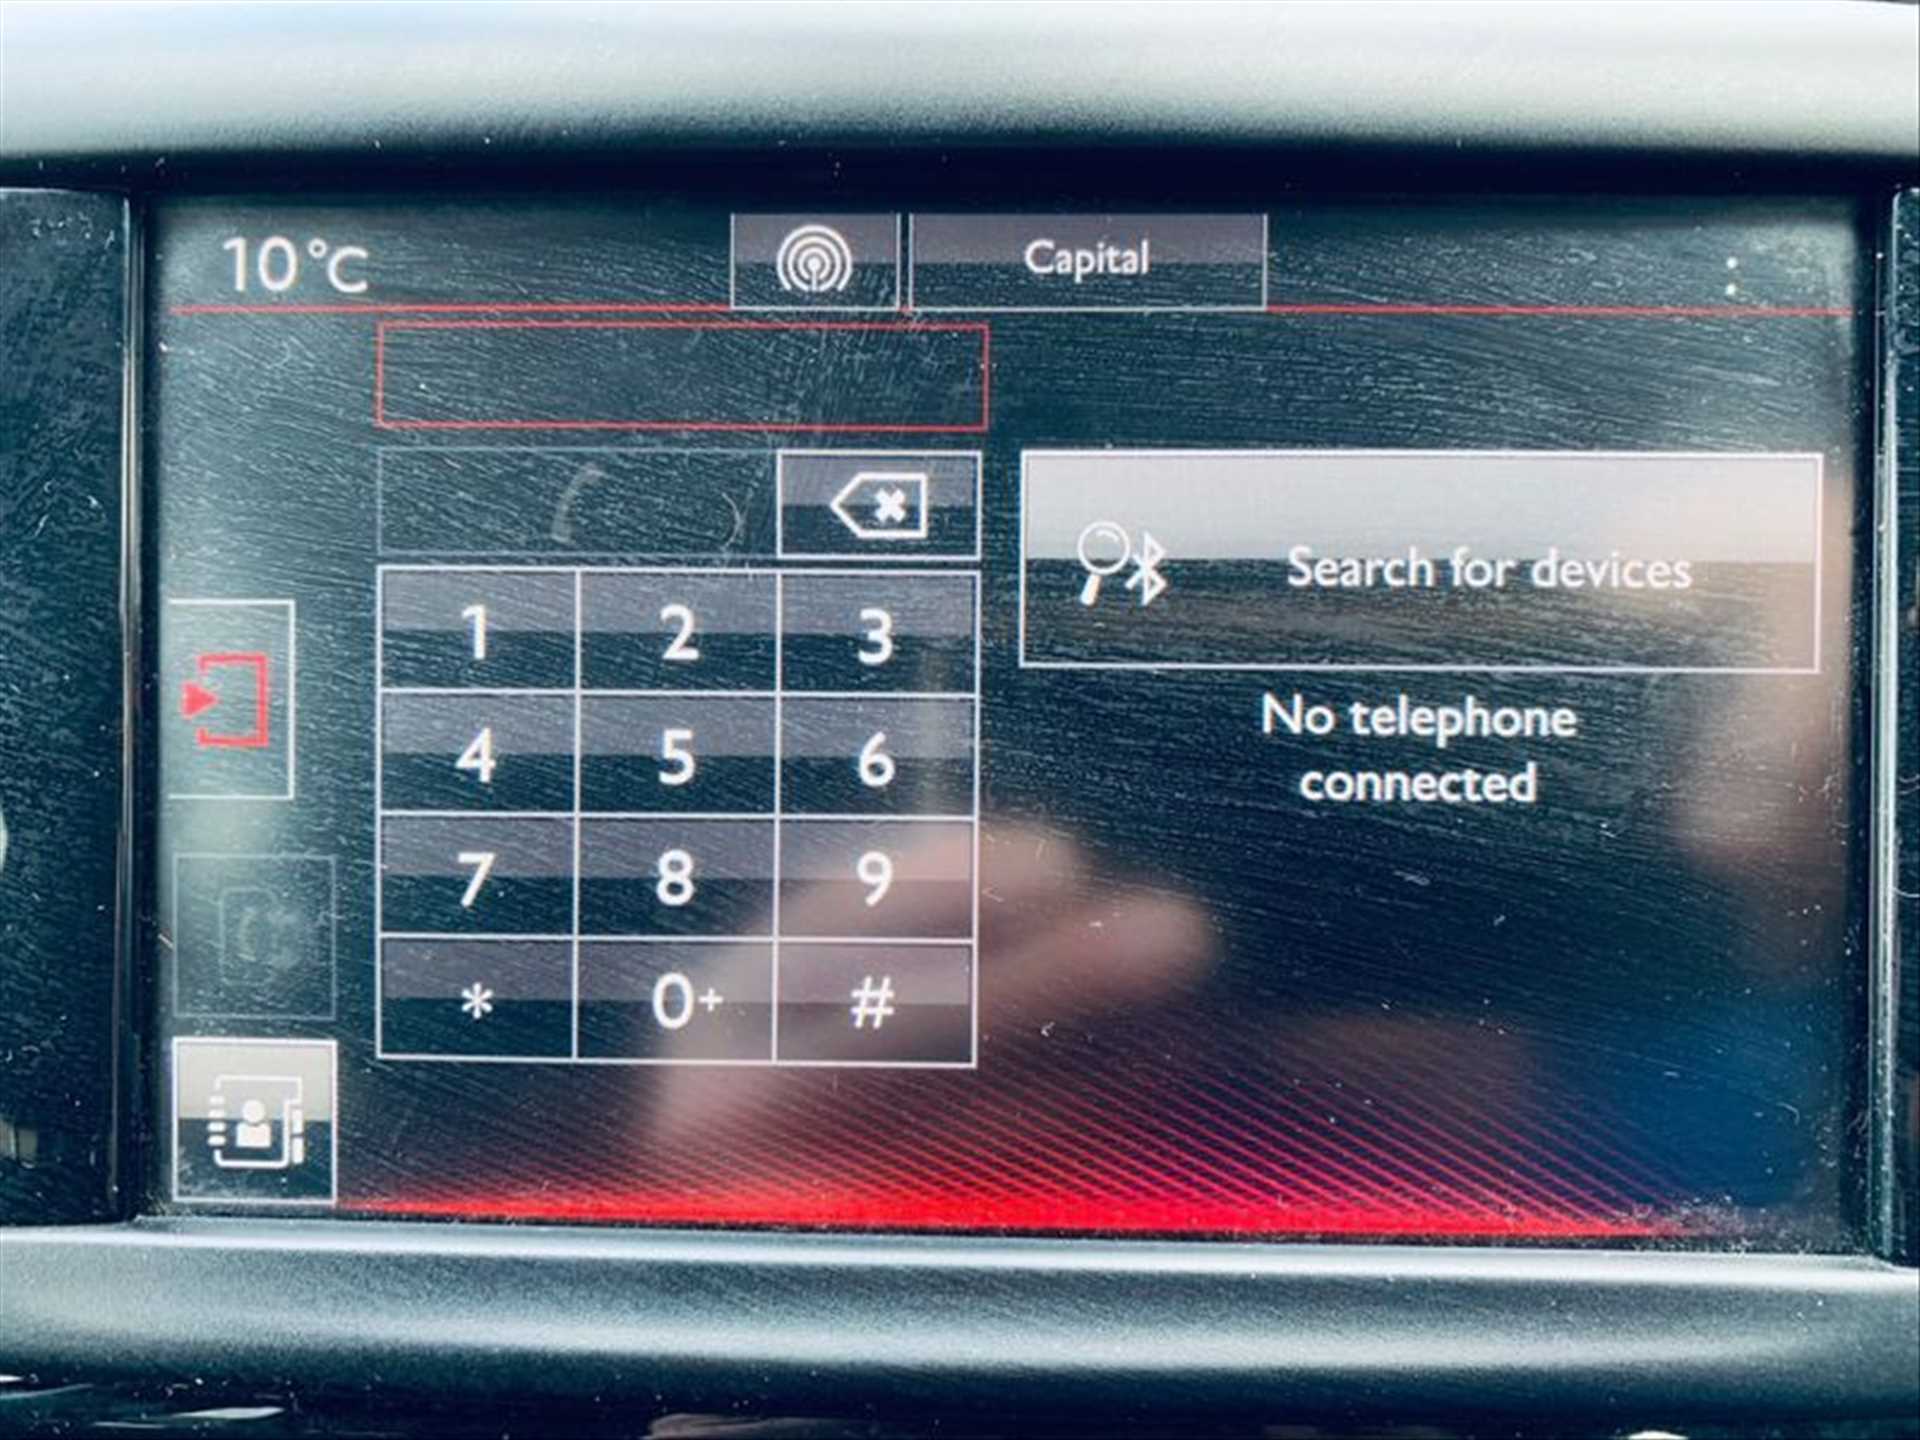 10°C
Capital
Search for devices
No telephone
connected
1 2 3
4 5 6
7 8 9
* 0+ #